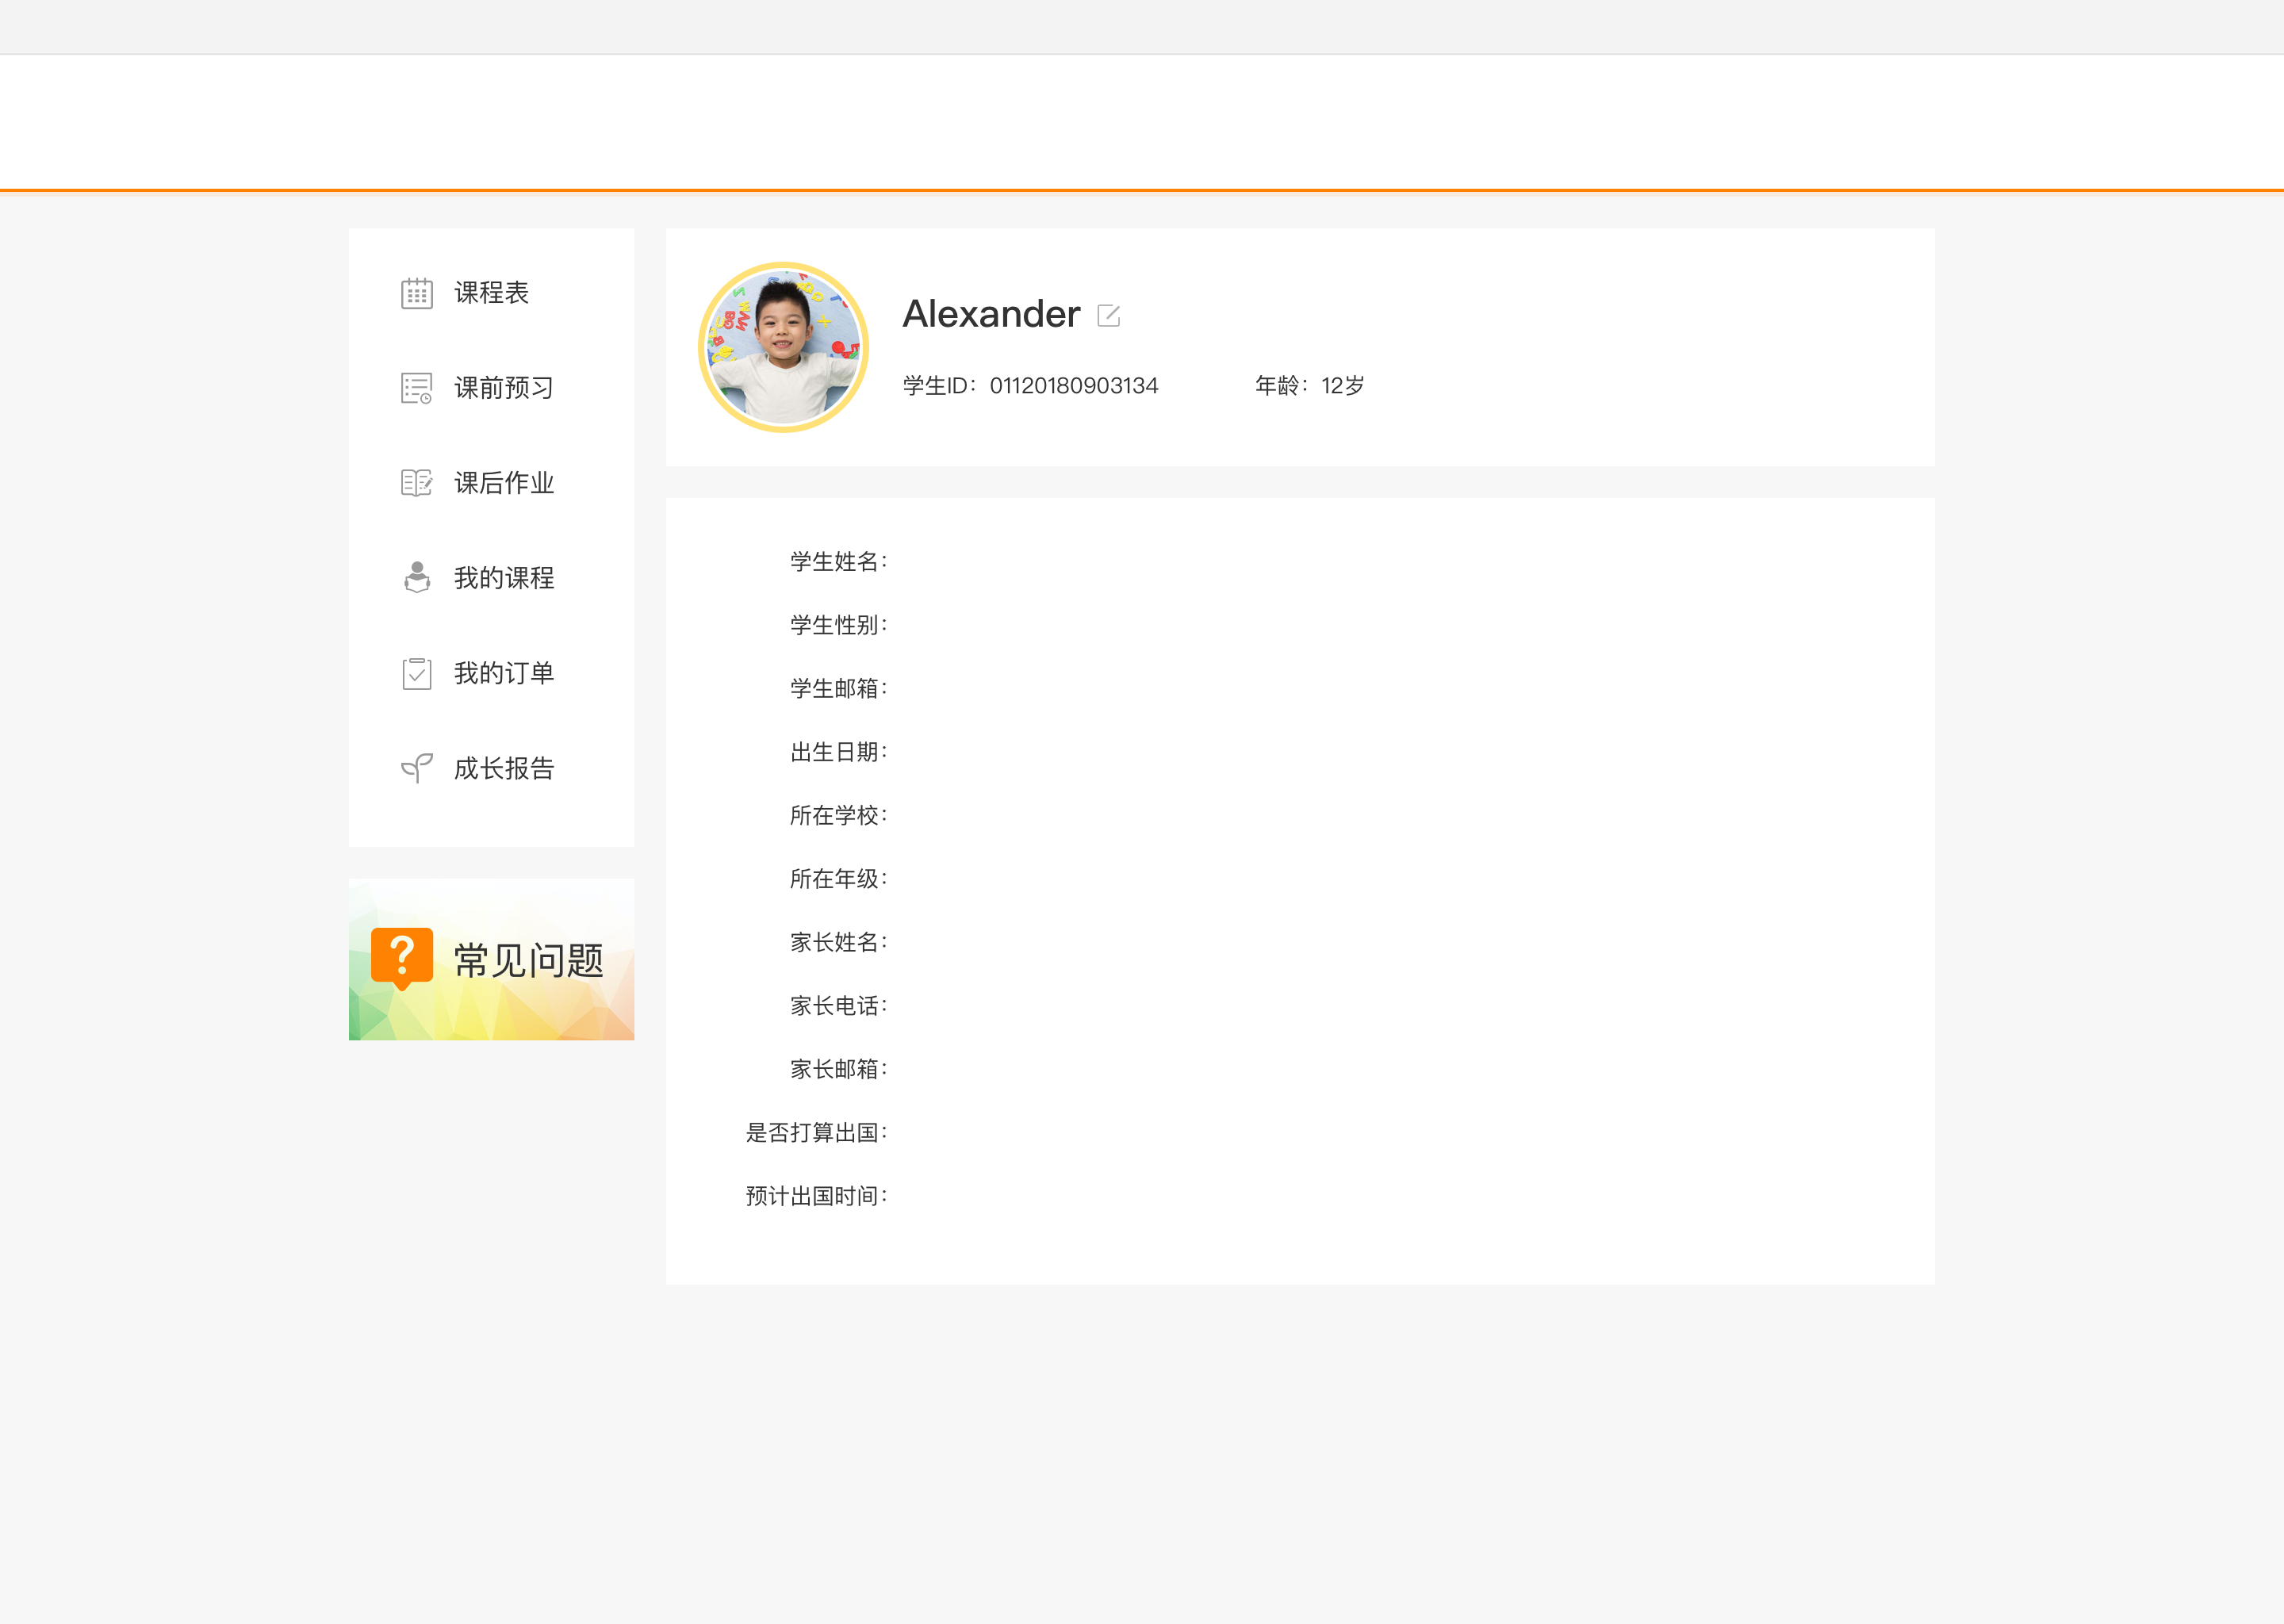 课程表
课前预习
课后作业
我的课程
我的订单
成长报告
常见问题
Alexander
学生ID：01120180903134 年龄：12岁
学生姓名：
学生性别：
学生邮箱：
出生日期：
所在学校：
所在年级：
家长姓名：
家长电话：
家长邮箱：
是否打算出国：
预计出国时间：